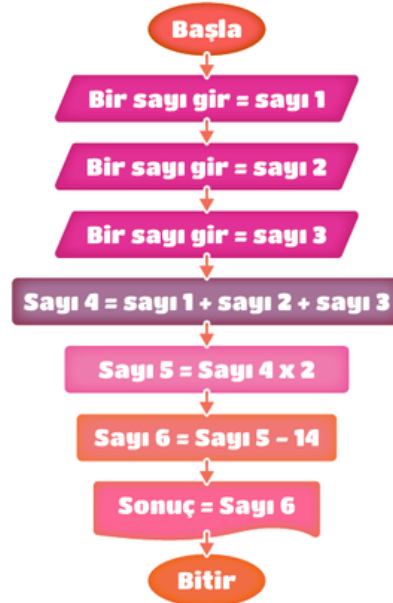 Başla
Bir sayı gir = sayı 1
Bir sayı gir = sayı 2
Bir sayı gir = sayı 3
Sayı 4 = sayı 1 + sayı 2 + sayı 3
Sayı 5 = Sayı 4 x 2
Sayı 6 = Sayı 5 – 14
Sonuç = Sayı 6
Bitir